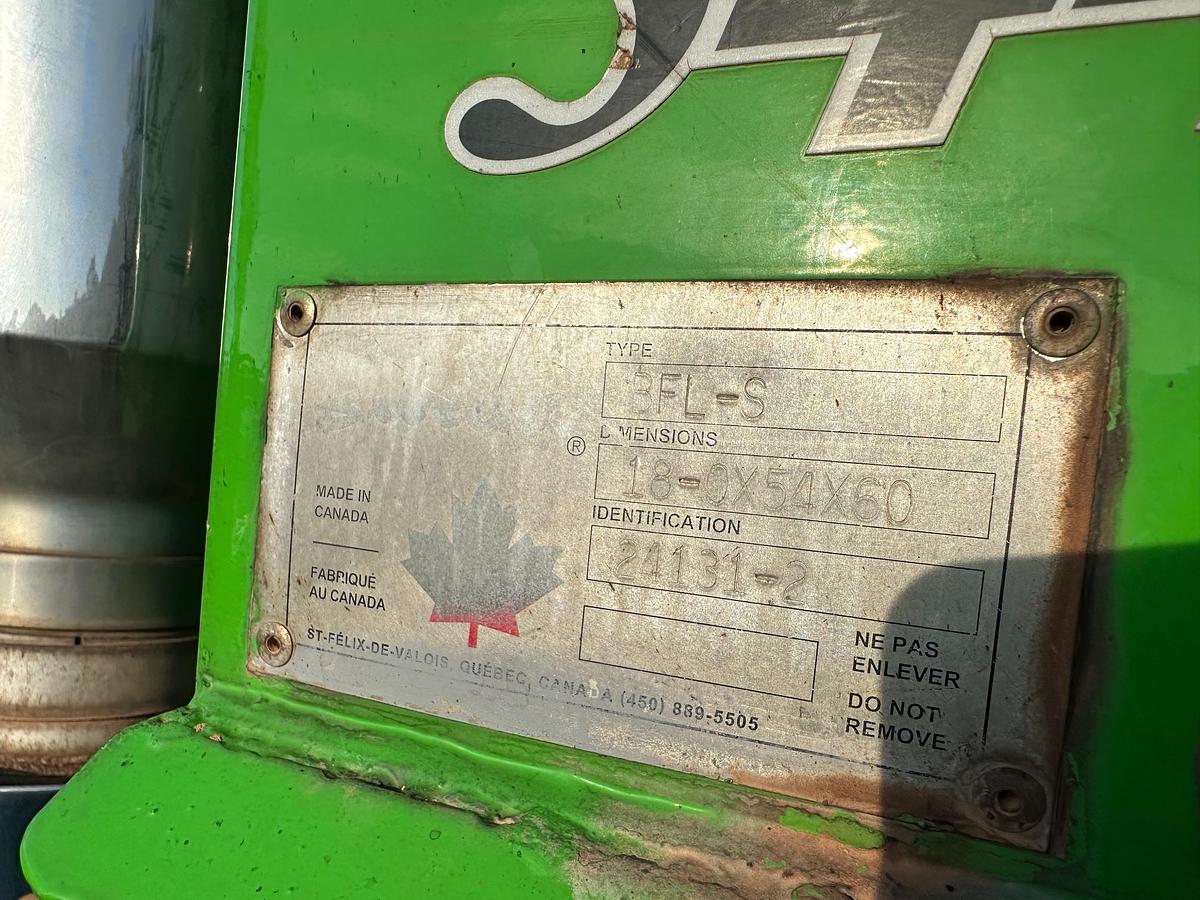 TYPE
BFL-S
DIMENSIONS
18-0X54X60
®
IDENTIFICATION
24131-2
MADE IN
CANADA
FABRIQUÉ
AU CANADA
NE PAS
ENLEVER
DO NOT
REMOVE
ST-FÉLIX-DE-VALOIS, QUÉBEC, CANADA (450) 889-5505